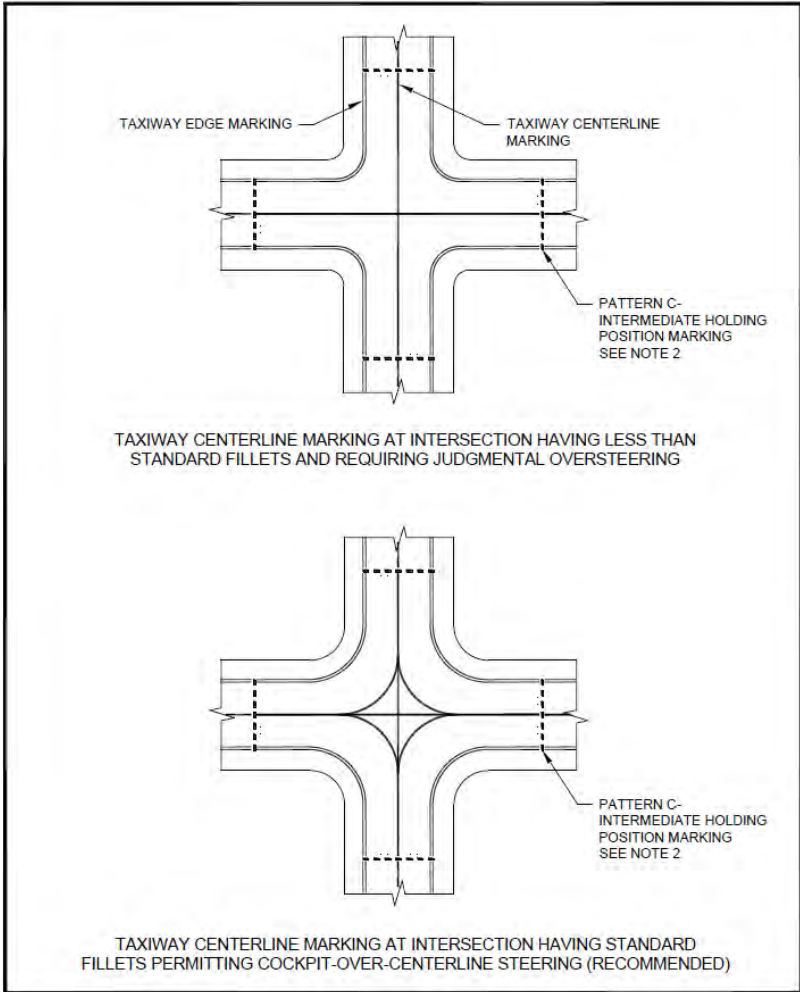 TAXIWAY EDGE MARKING
TAXIWAY CENTERLINE
MARKING
PATTERN C-
INTERMEDIATE HOLDING
POSITION MARKING
SEE NOTE 2
TAXIWAY CENTERLINE MARKING AT INTERSECTION HAVING LESS THAN
STANDARD FILLETS AND REQUIRING JUDGMENTAL OVERSTEERING
PATTERN C-
INTERMEDIATE HOLDING
POSITION MARKING
SEE NOTE 2
TAXIWAY CENTERLINE MARKING AT INTERSECTION HAVING STANDARD
FILLETS PERMITTING COCKPIT-OVER-CENTERLINE STEERING (RECOMMENDED)